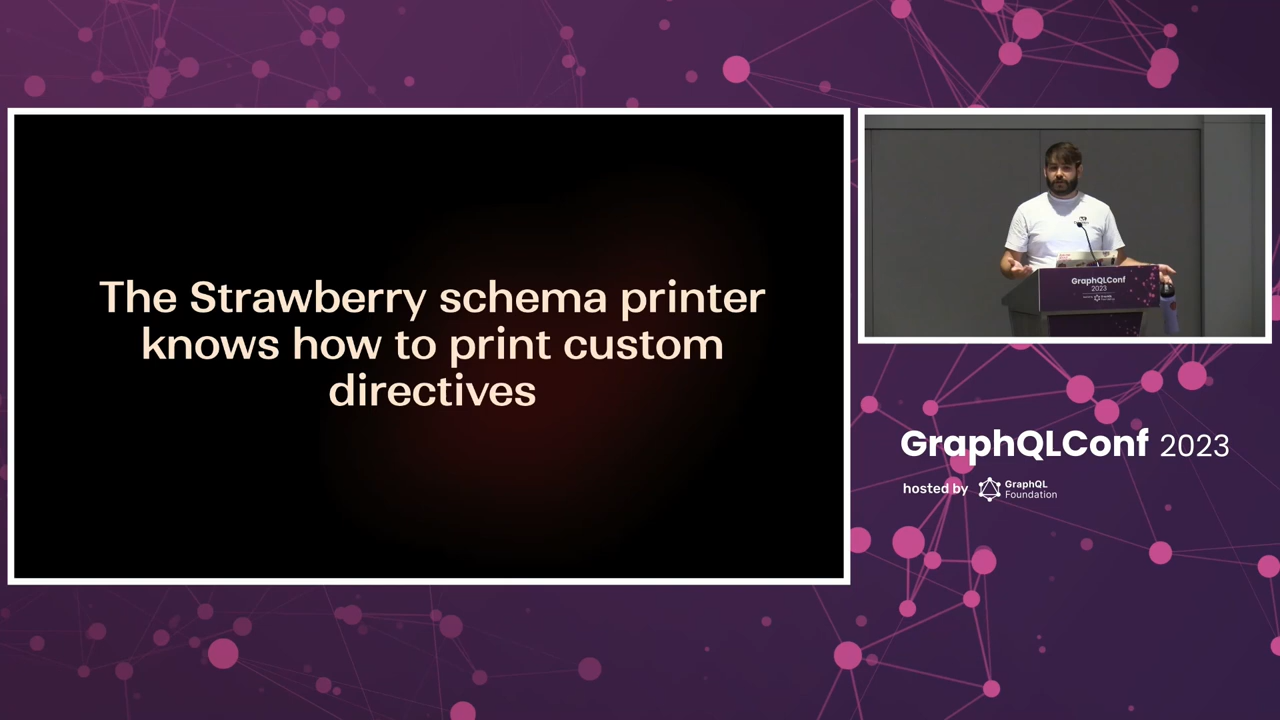 The Strawberry schema printer
knows how to print custom
directives
GraphQLConf
2023
GraphQLConf 2023
hosted by GraphQL
Foundation